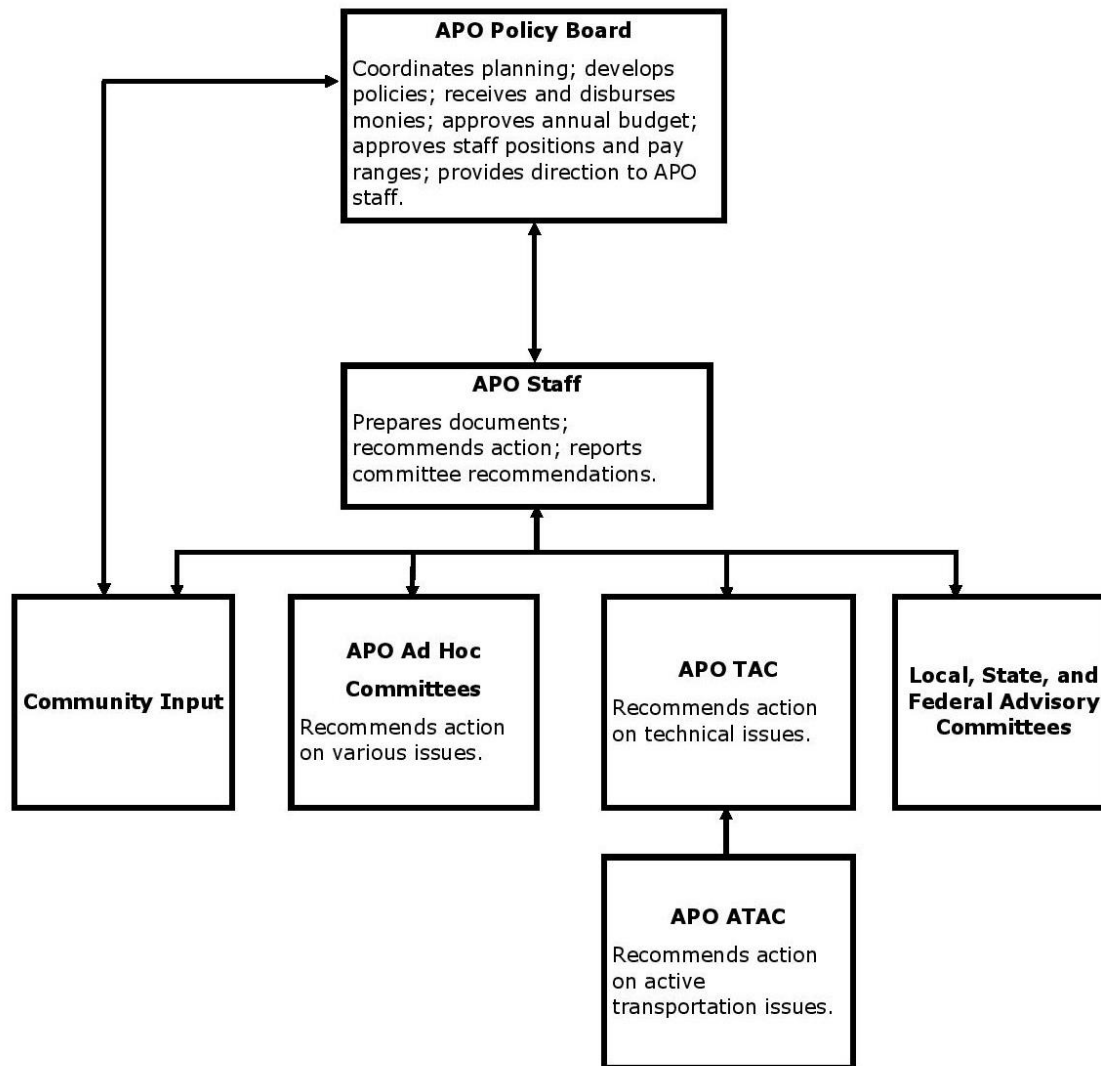 APO Policy Board
Coordinates planning; develops
policies; receives and disburses
monies; approves annual budget;
approves staff positions and pay
ranges; provides direction to APO
staff.
APO Staff
Prepares documents;
recommends action; reports
committee recommendations.
Community Input
APO Ad Hoc
Committees
Recommends action
on various issues.
APO TAC
Recommends action
on technical issues.
Local, State, and
Federal Advisory
Committees
APO ATAC
Recommends action
on active
transportation issues.